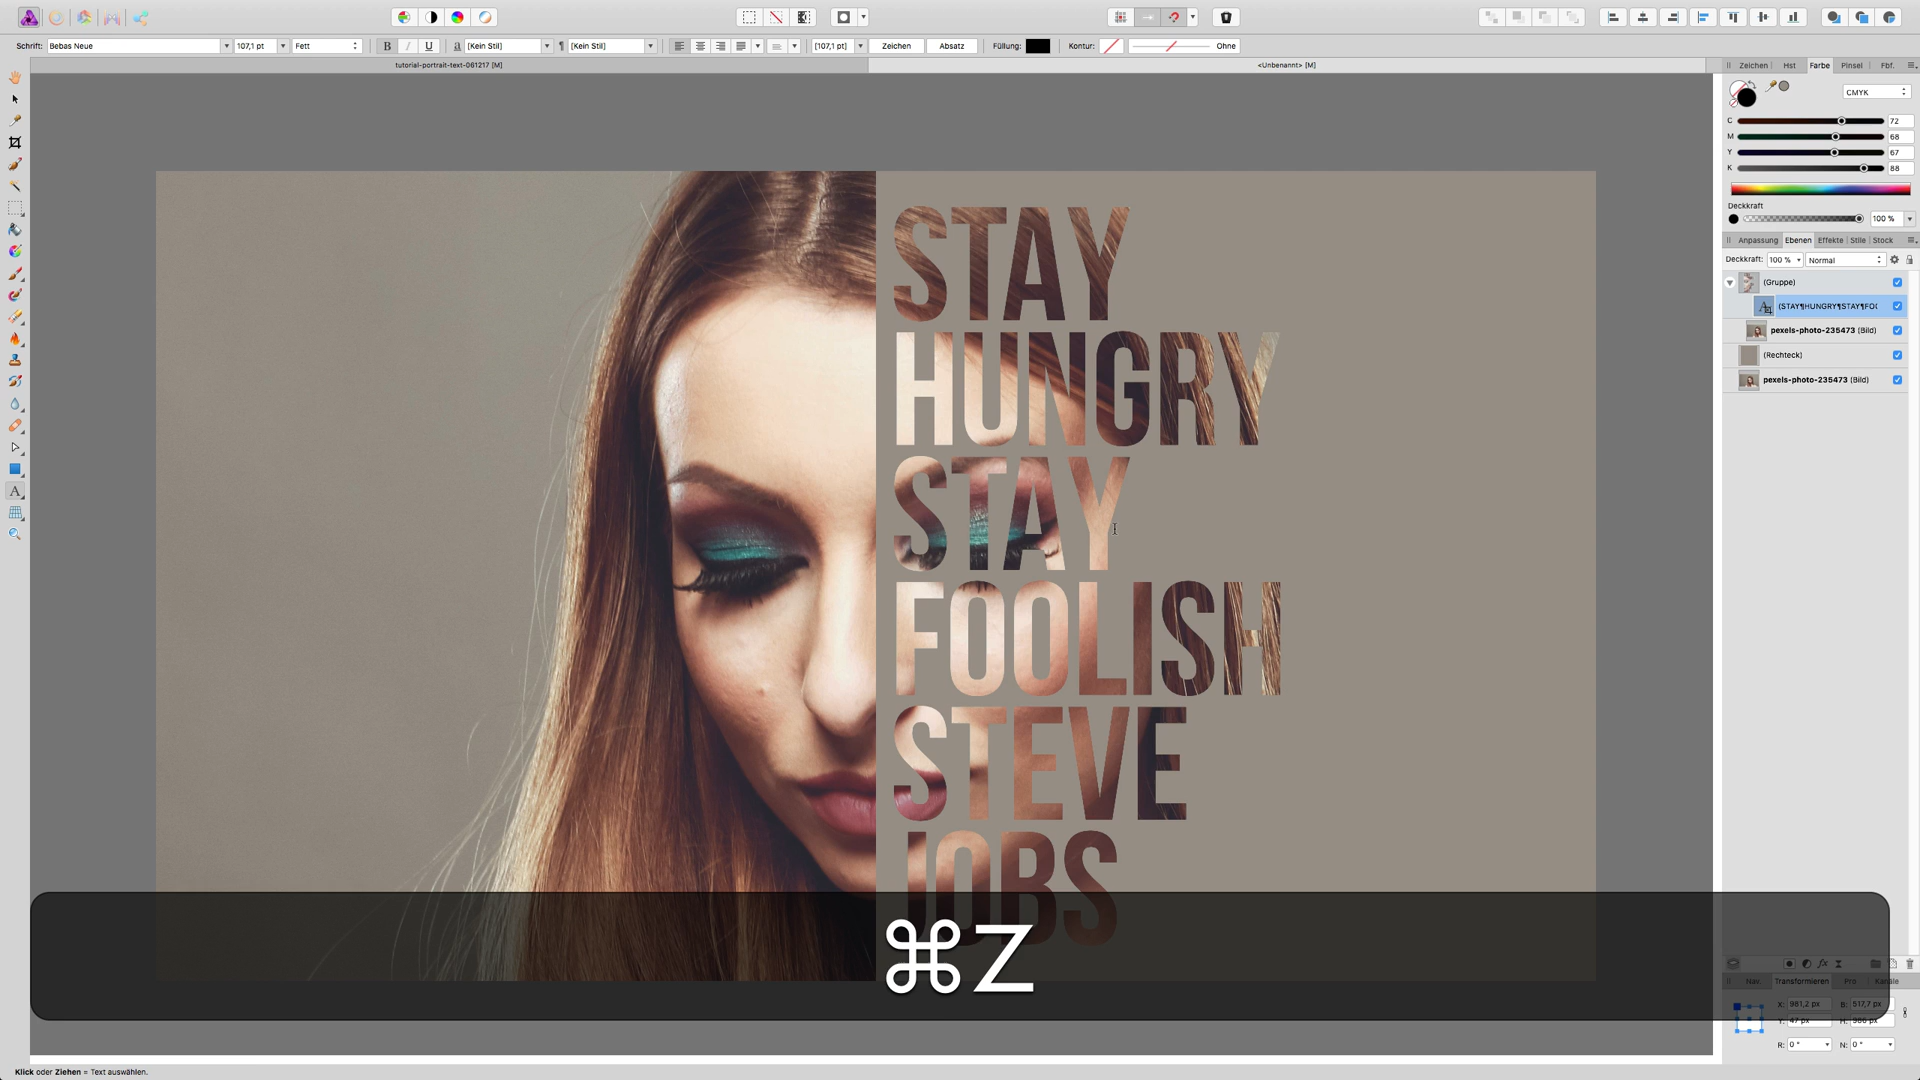 Schrift: Bebas Neue 107,1 pt Fett B I U a [Kein Stil] ¶ [Kein Stil] [107,1 pt] Zeichen Absatz Füllung: Kontur: Ohne
tutorial-portrait-text-061217 [M] <Unbenannt> [M]
Zeichen Hst Farbe Pinsel Fbf.
CMYK
C 72
M 68
Y 67
K 88
Deckkraft
100 %
Anpassung Ebenen Effekte Stile Stock
Deckkraft: 100 % Normal
(Gruppe)
(STAY¶HUNGRY¶STAY¶FO
pexels-photo-235473 (Bild)
(Rechteck)
pexels-photo-235473 (Bild)
STAY
HUNGRY
STAY
FOOLISH
STEVE
JOBS
⌘Z
Nav. Transformieren Pro Kanäle
X: 981,2 px B: 517,7 px
Y: 47 px H: 986 px
R: 0 ° N: 0 °
Klick oder Ziehen = Text auswählen.